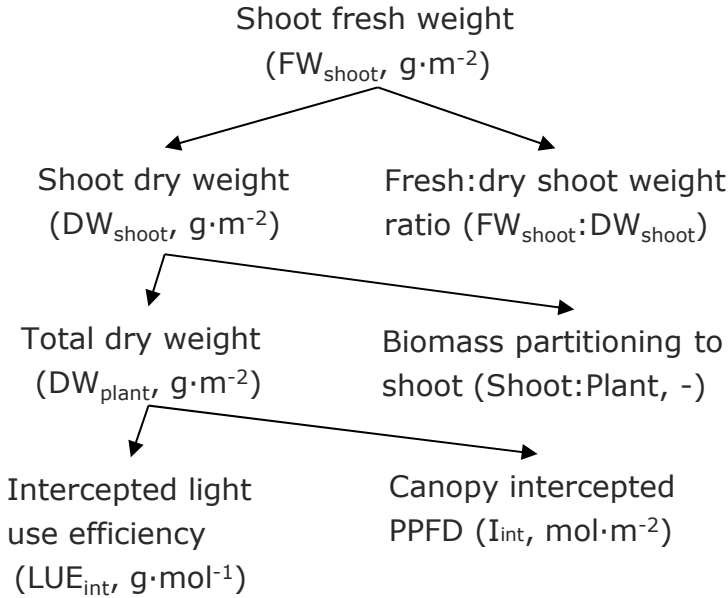 Shoot fresh weight
(FWshoot, g·m-2)
Shoot dry weight
(DWshoot, g·m-2)
Fresh:dry shoot weight
ratio (FWshoot:DWshoot)
Total dry weight
(DWplant, g·m-2)
Biomass partitioning to
shoot (Shoot:Plant, -)
Intercepted light
use efficiency
(LUEint, g·mol-1)
Canopy intercepted
PPFD (Iint, mol·m-2)